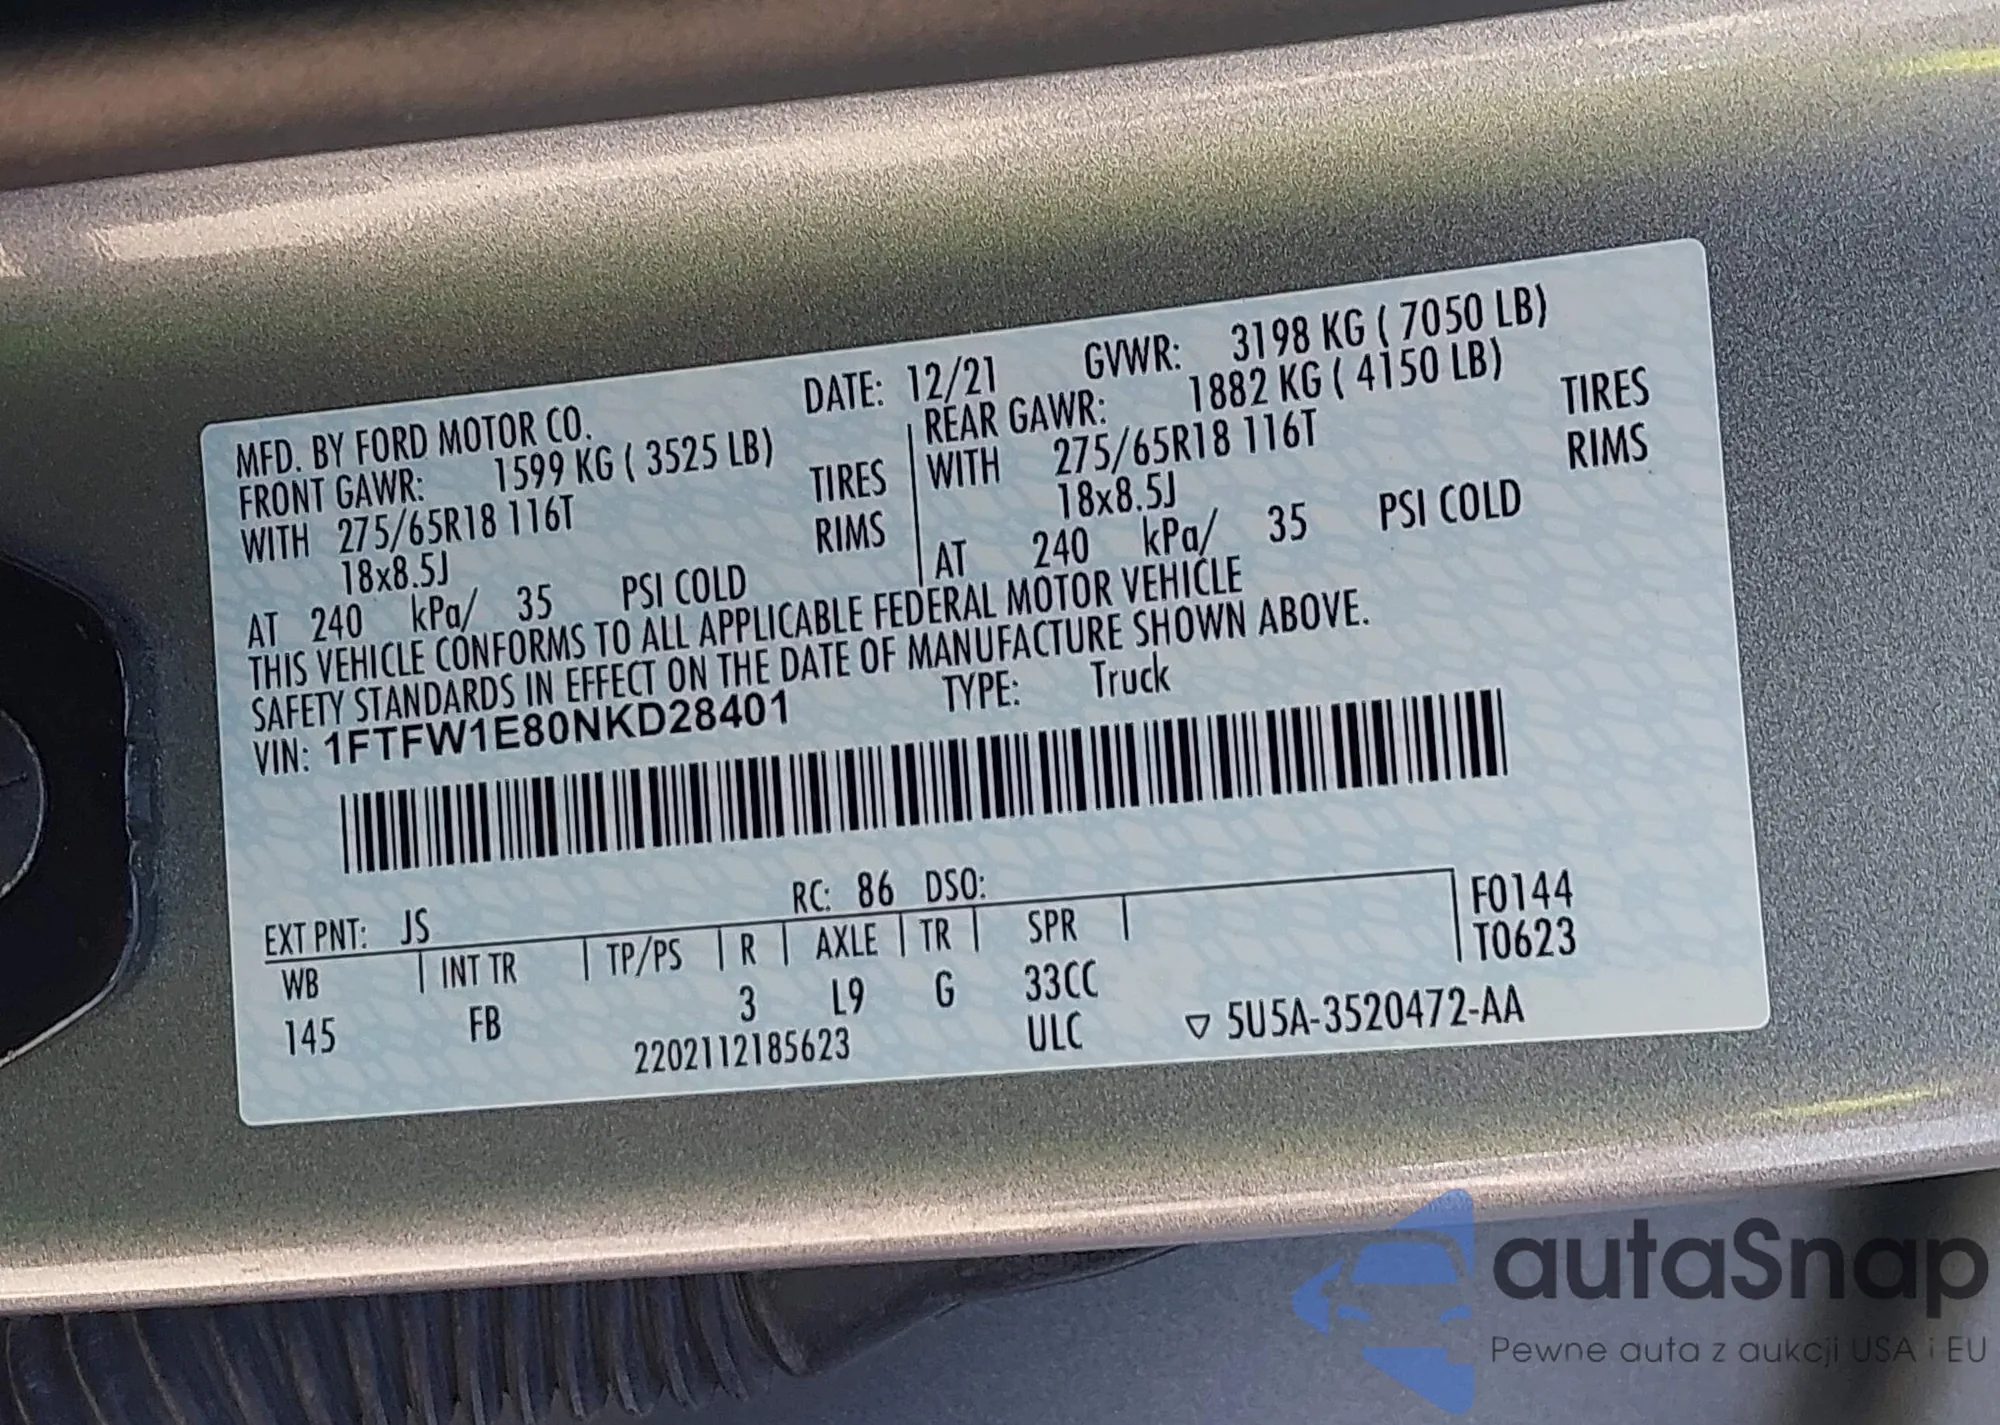 MFD. BY FORD MOTOR CO. DATE: 12/21 GVWR: 3198 KG ( 7050 LB)
FRONT GAWR: 1599 KG ( 3525 LB) REAR GAWR: 1882 KG ( 4150 LB)
WITH 275/65R18 116T TIRES WITH 275/65R18 116T TIRES
18x8.5J RIMS 18x8.5J RIMS
AT 240 kPa/ 35 PSI COLD AT 240 kPa/ 35 PSI COLD
THIS VEHICLE CONFORMS TO ALL APPLICABLE FEDERAL MOTOR VEHICLE
SAFETY STANDARDS IN EFFECT ON THE DATE OF MANUFACTURE SHOWN ABOVE.
VIN: 1FTFW1E80NKD28401 TYPE: Truck
EXT PNT: JS RC: 86 DSO: F0144
WB INT TR TP/PS R AXLE TR SPR T0623
145 FB 3 L9 G 33CC
2202112185623 ULC ▽ 5U5A-3520472-AA
autaSnap
Pewne auta z aukcji USA i EU